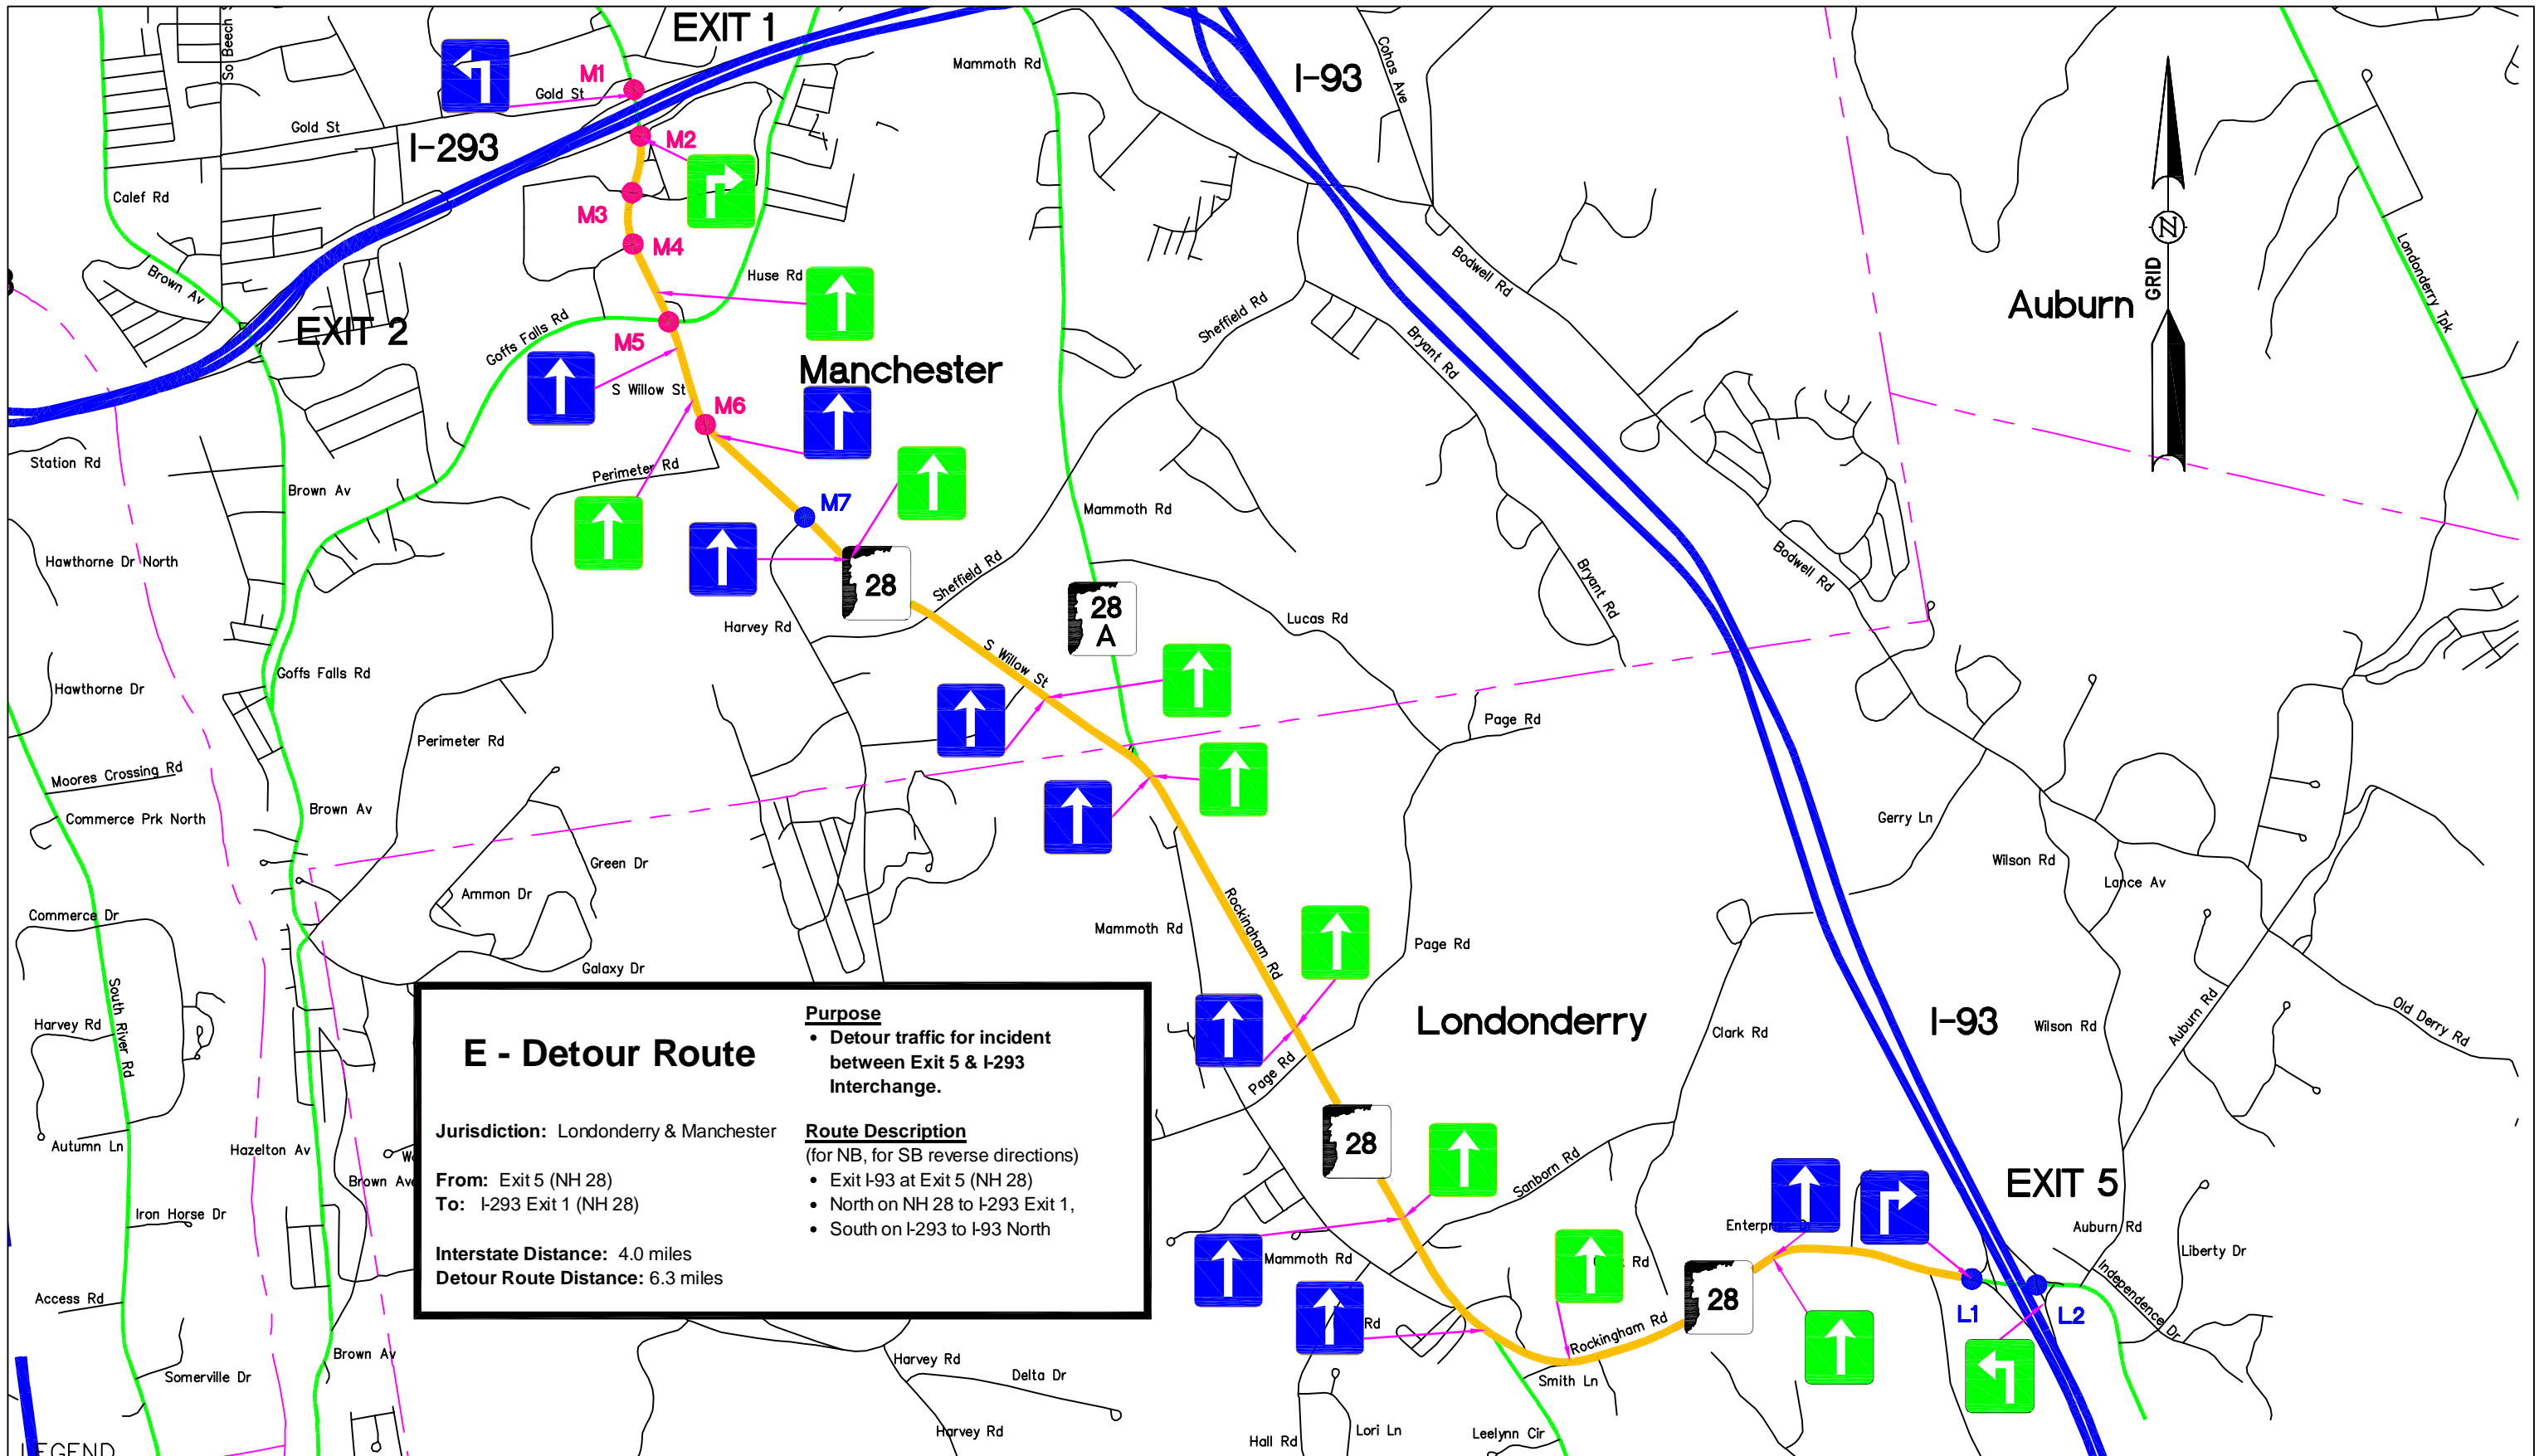 EXIT 1
I-93
Cohas Ave
So Beech S
Mammoth Rd
M1
Gold St
Gold St
I-293
M2
Calef Rd
M3
M4
Huse Rd
Bodwell Rd
Londonderry Tpk
GRID
N
Auburn
Brown Av
EXIT 2
Goffs Falls Rd
Sheffield Rd
Bryant Rd
M5
Manchester
S Willow St
M6
Station Rd
Perimeter Rd
Brown Av
M7
Mammoth Rd
Hawthorne Dr North
28
Sheffield Rd
Bodwell Rd
Bryant Rd
28
A
Harvey Rd
Lucas Rd
S Willow St
Goffs Falls Rd
Hawthorne Dr
Page Rd
Perimeter Rd
Moores Crossing Rd
Commerce Prk North
Brown Av
Gerry Ln
Green Dr
Wilson Rd
Ammon Dr
Lance Av
Commerce Dr
Mammoth Rd
Rockingham Rd
Page Rd
Galaxy Dr
South River Rd
Harvey Rd
Londonderry
Clark Rd
I-93
Wilson Rd
Auburn Rd
Old Derry Rd
Page Rd
E - Detour Route
Jurisdiction: Londonderry & Manchester
From: Exit 5 (NH 28)
To: I-293 Exit 1 (NH 28)
Interstate Distance: 4.0 miles
Detour Route Distance: 6.3 miles
Purpose
• Detour traffic for incident
between Exit 5 & I-293
Interchange.
Route Description
(for NB, for SB reverse directions)
• Exit I-93 at Exit 5 (NH 28)
• North on NH 28 to I-293 Exit 1,
• South on I-293 to I-93 North
Autumn Ln
Hazelton Av
Brown Ave
28
Sanborn Rd
EXIT 5
Iron Horse Dr
Auburn Rd
Liberty Dr
Mammoth Rd
Rd
Independence Dr
Access Rd
28
L1
L2
Rd
Rockingham Rd
Brown Av
Harvey Rd
Delta Dr
Smith Ln
Somerville Dr
Harvey Rd
Hall Rd
Lori Ln
Leelynn Cir
LEGEND